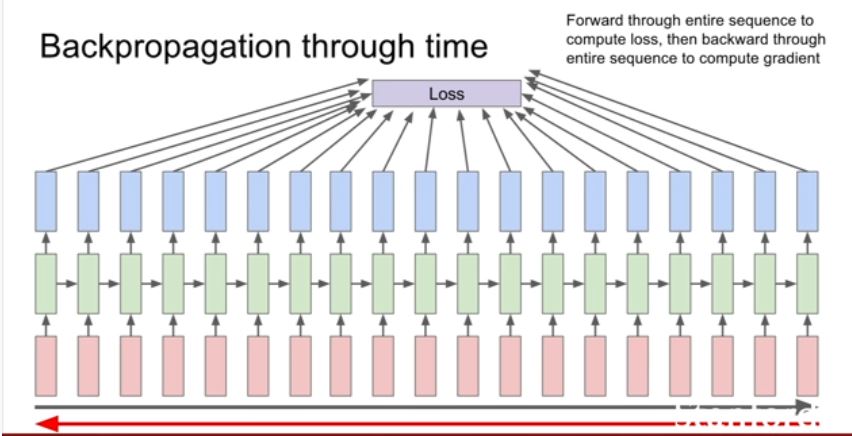 Backpropagation through time
Forward through entire sequence to
compute loss, then backward through
entire sequence to compute gradient
Loss